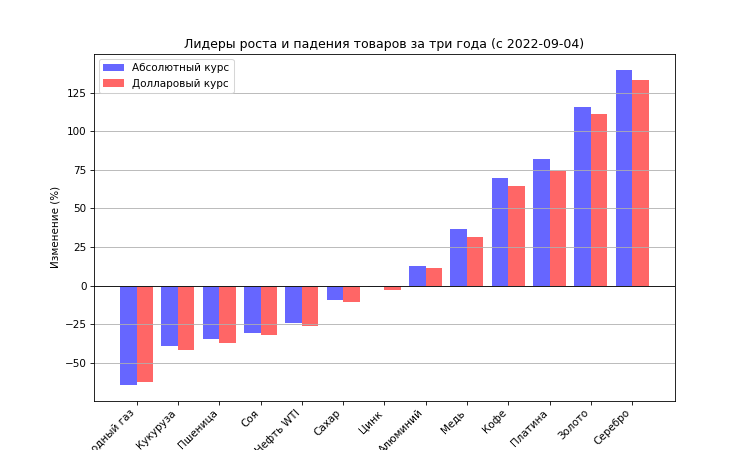 Лидеры роста и падения товаров за три года (с 2022-09-04)
Абсолютный курс
Долларовый курс
Изменение (%)
125
100
75
50
25
0
−25
−50
одный газ
Кукуруза
Пшеница
Соя
Нефть WTI
Сахар
Цинк
Алюминий
Медь
Кофе
Платина
Золото
Серебро